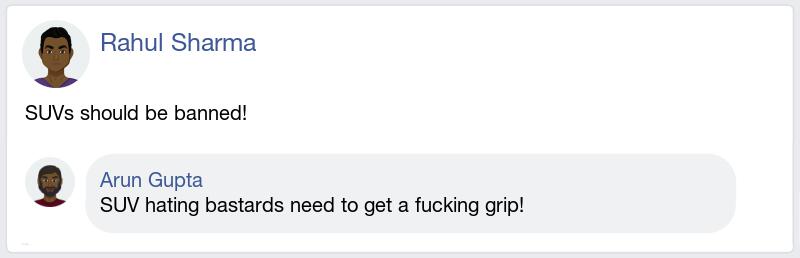 Rahul Sharma
SUVs should be banned!
Arun Gupta
SUV hating bastards need to get a fucking grip!